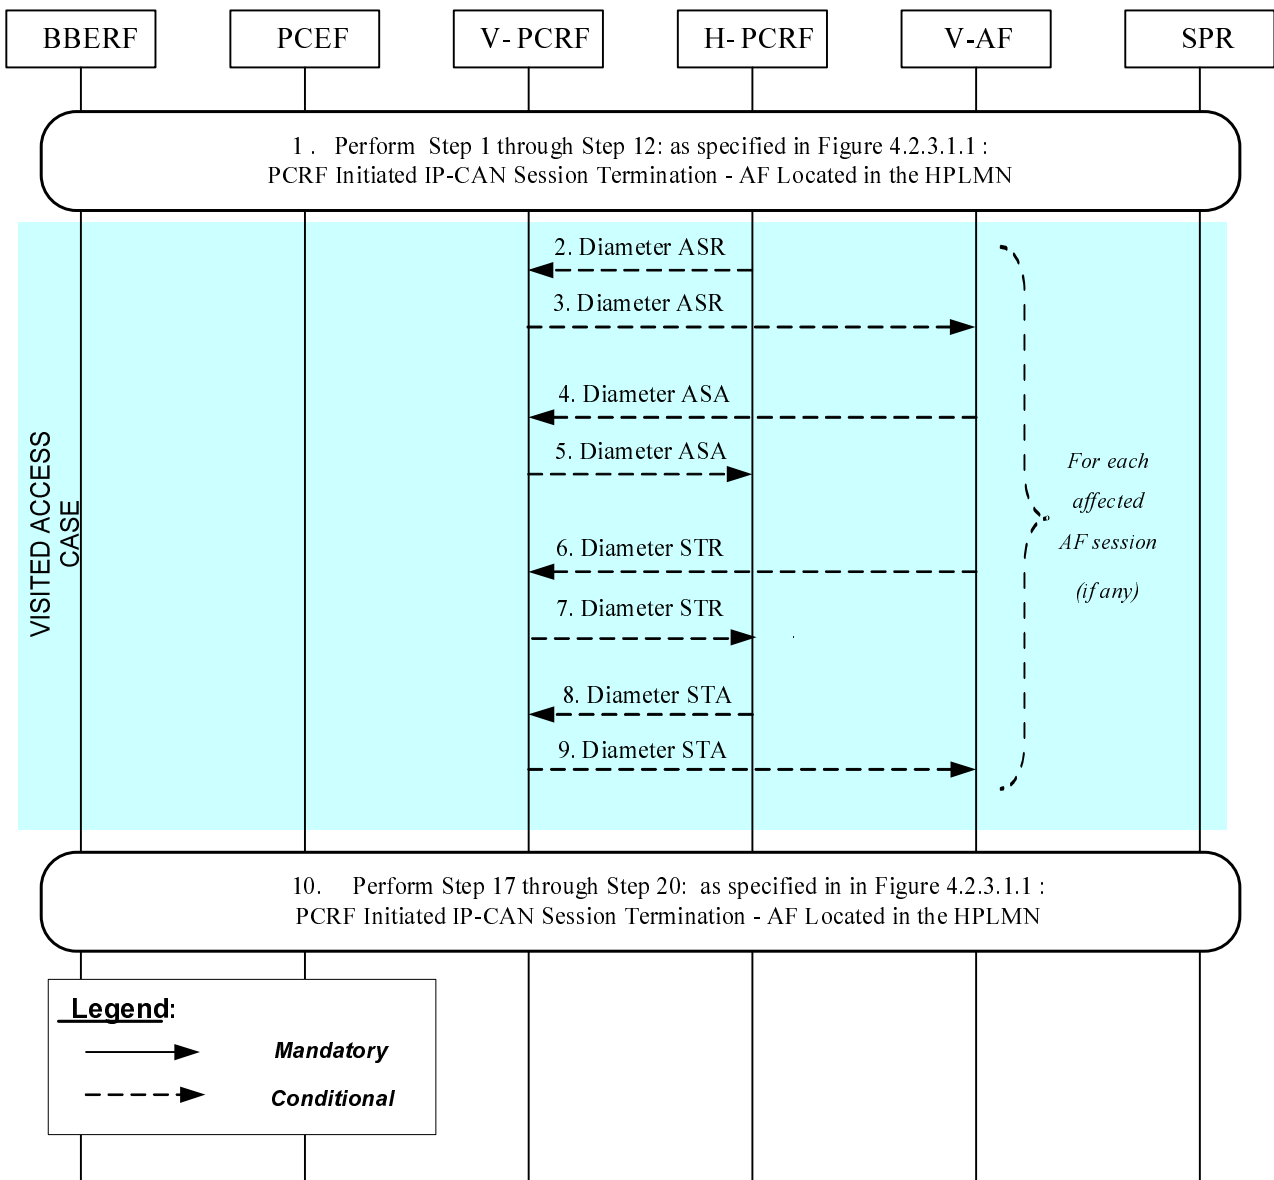 BBERF
PCEF
V- PCRF
H- PCRF
V-AF
SPR
1 . Perform Step 1 through Step 12: as specified in Figure 4.2.3.1.1 :
PCRF Initiated IP-CAN Session Termination - AF Located in the HPLMN
VISITED ACCESS
CASE
2. Diameter ASR
3. Diameter ASR
4. Diameter ASA
5. Diameter ASA
6. Diameter STR
7. Diameter STR
8. Diameter STA
9. Diameter STA
For each
affected
AF session
(if any)
10. Perform Step 17 through Step 20: as specified in in Figure 4.2.3.1.1 :
PCRF Initiated IP-CAN Session Termination - AF Located in the HPLMN
Legend:
Mandatory
Conditional